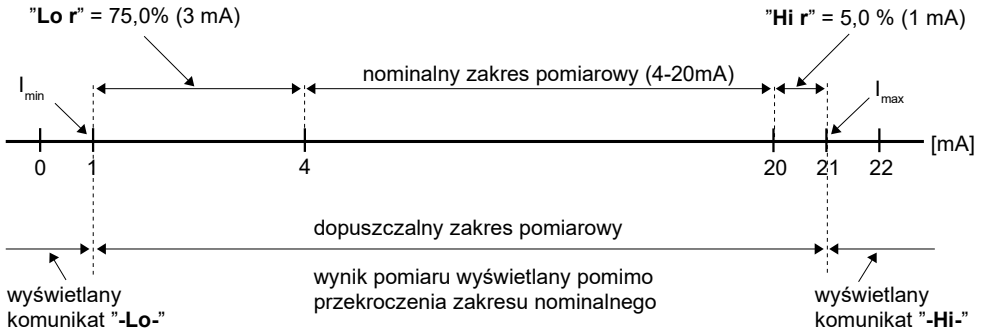 "Lo r" = 75,0% (3 mA)
"Hi r" = 5,0 % (1 mA)
nominalny zakres pomiarowy (4-20mA)
I min
I max
[mA]
0 1 4 20 21 22
dopuszczalny zakres pomiarowy
wynik pomiaru wyświetlany pomimo
przekroczenia zakresu nominalnego
wyświetlany
komunikat "-Lo-"
wyświetlany
komunikat "-Hi-"